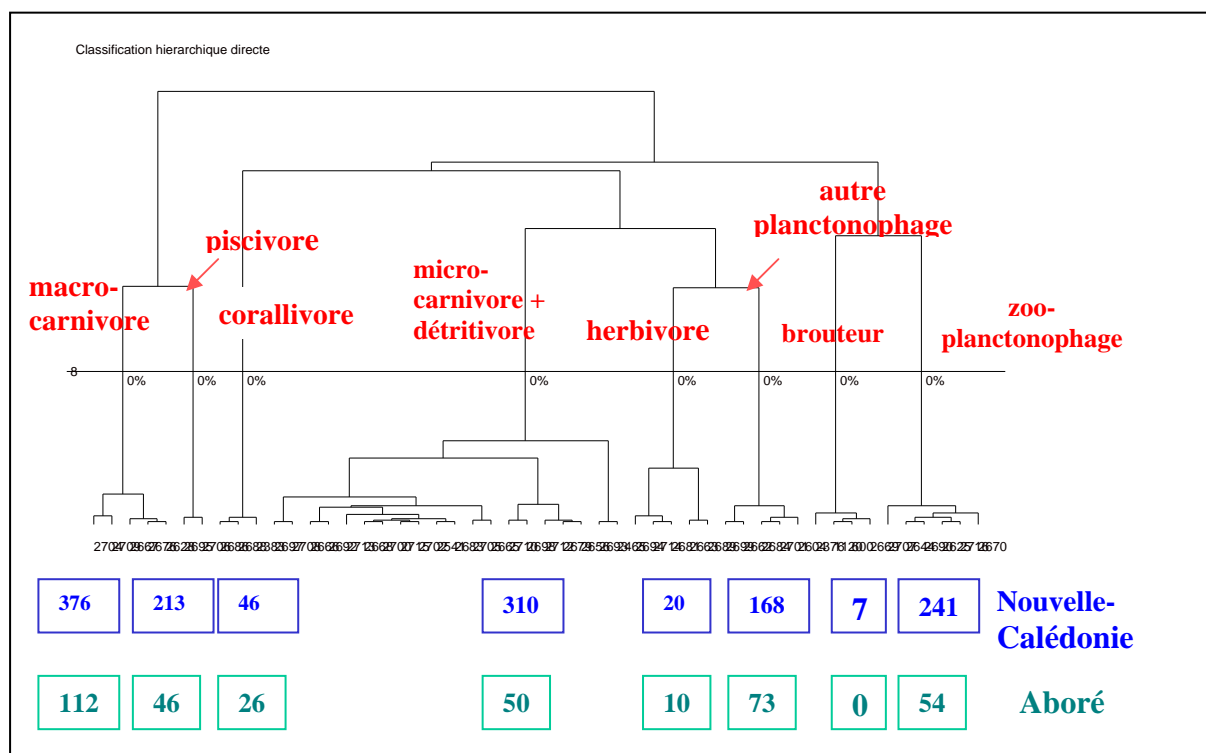 Classification hierarchique directe
autre
planctonophage
piscivore
macro-
carnivore
corallivore
micro-
carnivore +
détritivore
herbivore
brouteur
zoo-
planctonophage
8
0% 0% 0% 0% 0% 0% 0% 0%
376 213 46 310 20 168 7 241
Nouvelle-
Calédonie
112 46 26 50 10 73 0 54
Aboré